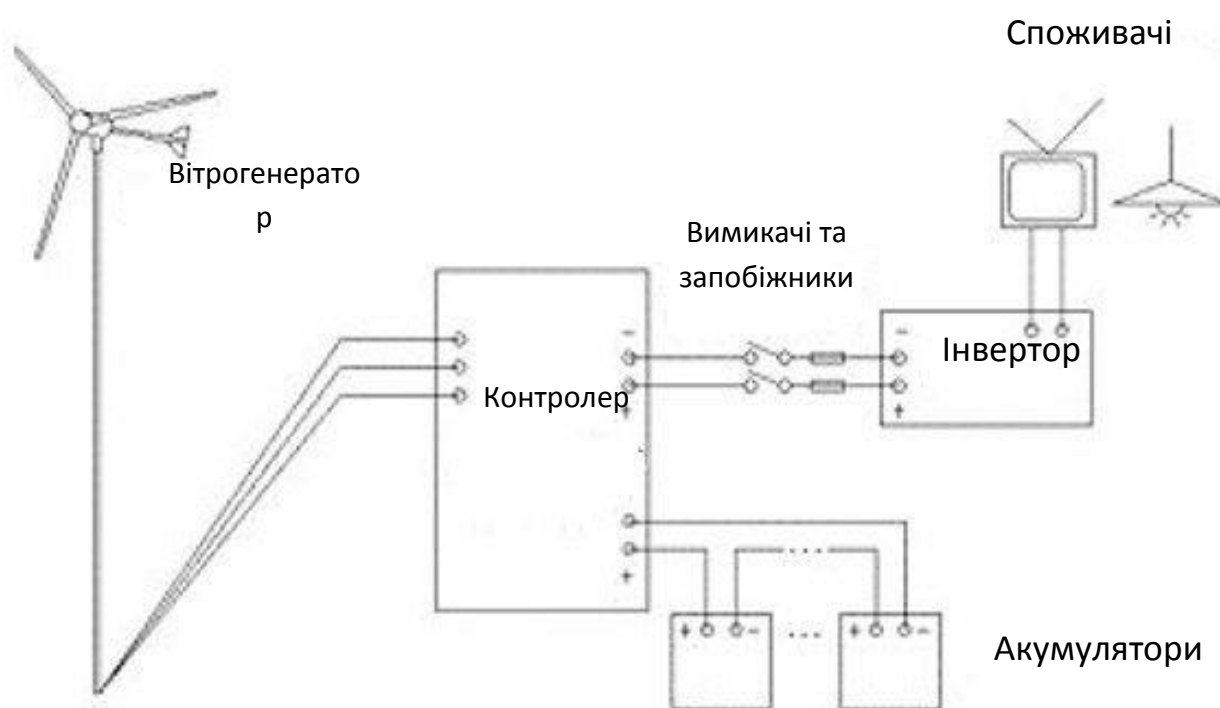 Споживачі
Вітрогенерато
р
Вимикачі та
запобіжники
Інвертор
Контролер
Акумулятори